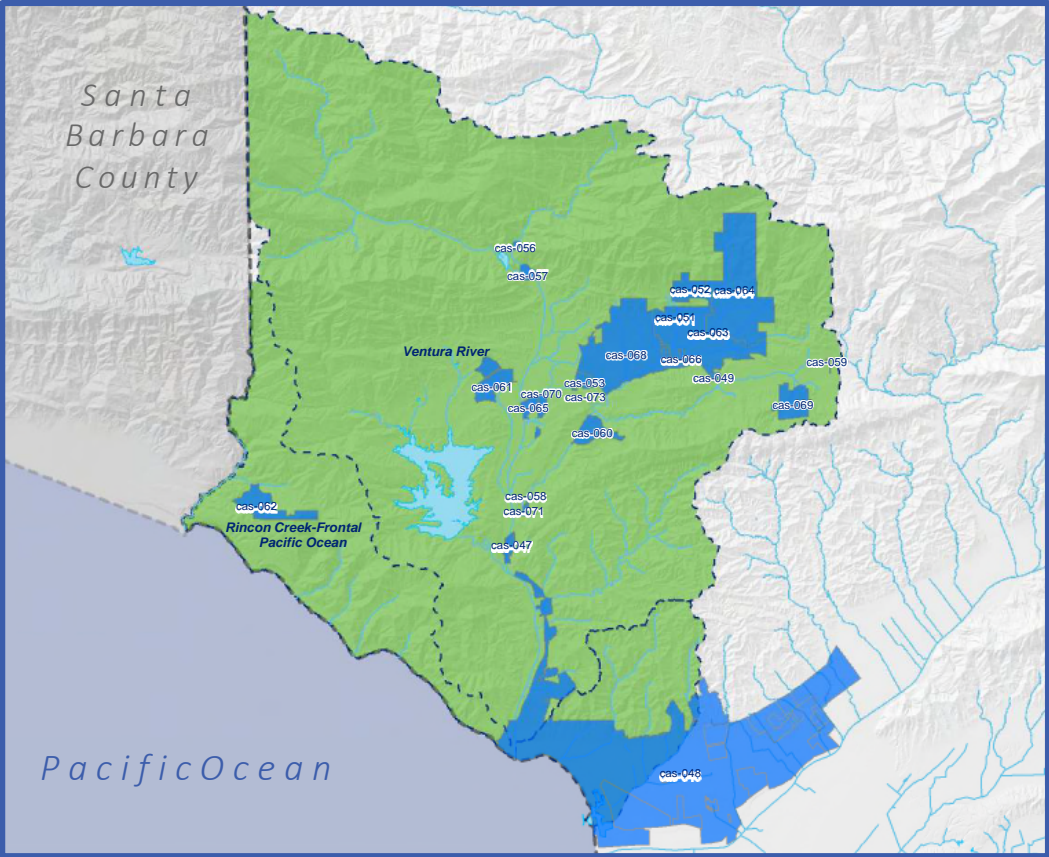 Santa
Barbara
County
cas-056
cas-057
cas-052
cas-064
cas-051
cas-063
Ventura River
cas-068
cas-066
cas-059
cas-061
cas-053
cas-049
cas-070
cas-073
cas-065
cas-069
cas-060
cas-058
cas-062
cas-071
Rincon Creek-Frontal
Pacific Ocean
cas-047
Pacific Ocean
cas-048